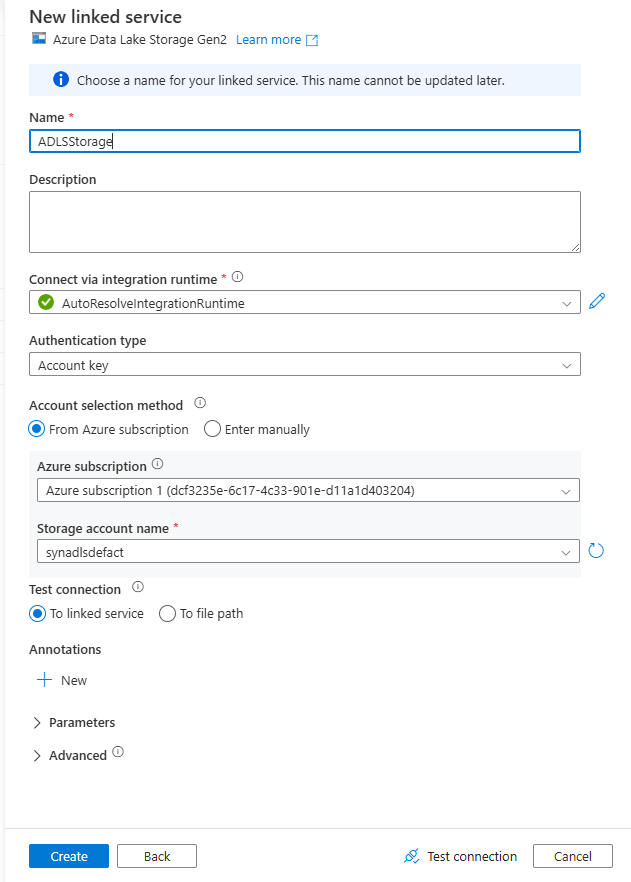 New linked service
Azure Data Lake Storage Gen2 Learn more
Choose a name for your linked service. This name cannot be updated later.
Name *
ADLSStorage
Description
Connect via integration runtime *
AutoResolveIntegrationRuntime
Authentication type
Account key
Account selection method
From Azure subscription Enter manually
Azure subscription
Azure subscription 1 (dcf3235e-6c17-4c33-901e-d11a1d403204)
Storage account name *
synadlsdefact
Test connection
To linked service To file path
Annotations
New
Parameters
Advanced
Create Back Test connection Cancel